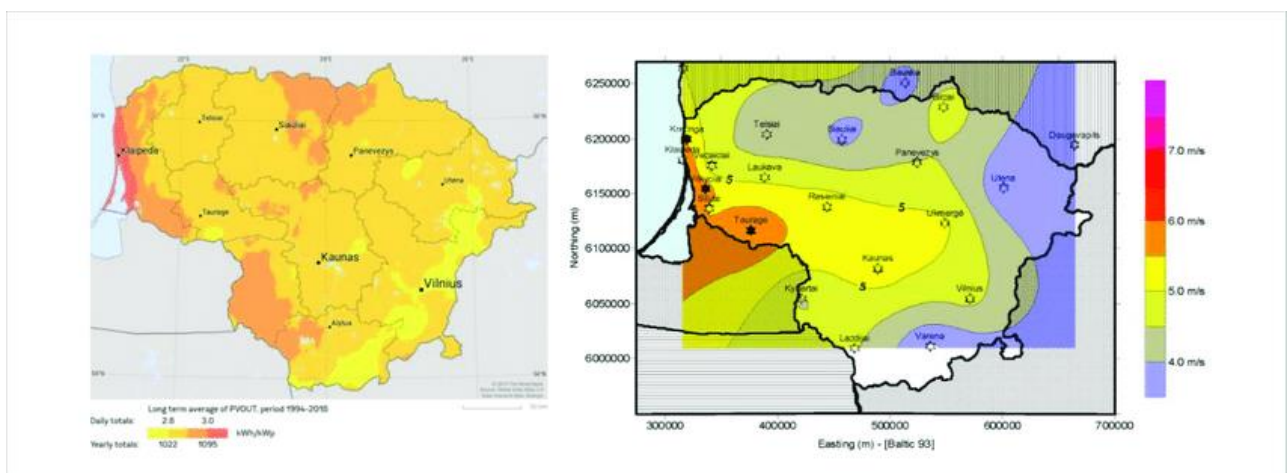 Telsiai
Siauliai
Klaipeda
Panevezys
Utena
Taurage
Kaunas
Vilnius
Alytus
Long term average of PVOUT, period 1994-2018
Daily totals: 2.8 3.0
Yearly totals: 1022 1095 kWh/kWp
6250000
6200000
6150000
6100000
6050000
6000000
Northing (m)
Telsiai
Siauliai
Daugavpils
Klaipeda
Panevezys
Laukuva
Utena
5
Raseiniai
5
Ukmerge
Taurage
Kaunas
5
Vilnius
Lazdijai
Varena
300000 400000 500000 600000 700000
Easting (m) - [Baltic 93]
7.0 m/s
6.0 m/s
5.0 m/s
4.0 m/s